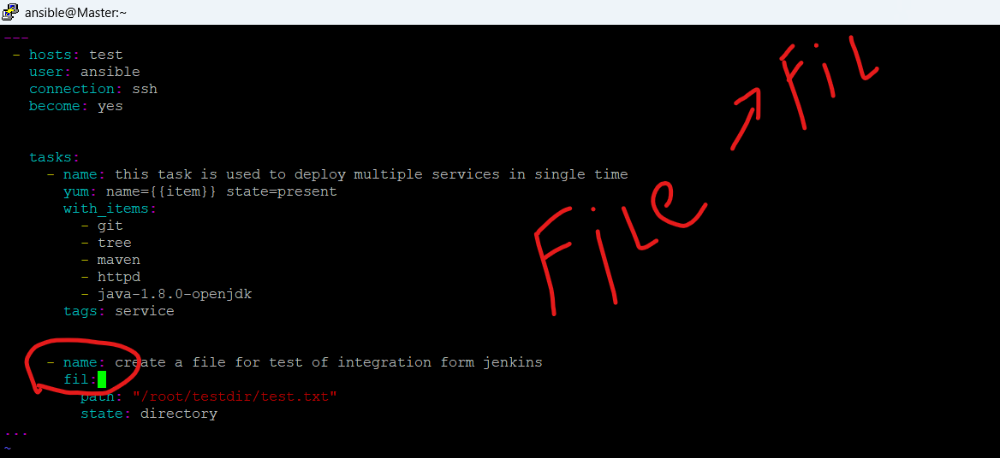 ansible@Master:~
---
- hosts: test
user: ansible
connection: ssh
become: yes
tasks:
- name: this task is used to deploy multiple services in single time
yum: name={{item}} state=present
with_items:
- git
- tree
- maven
- httpd
- java-1.8.0-openjdk
tags: service
- name: create a file for test of integration form jenkins
fil:
path: "/root/testdir/test.txt"
state: directory
...
~
File → Fil